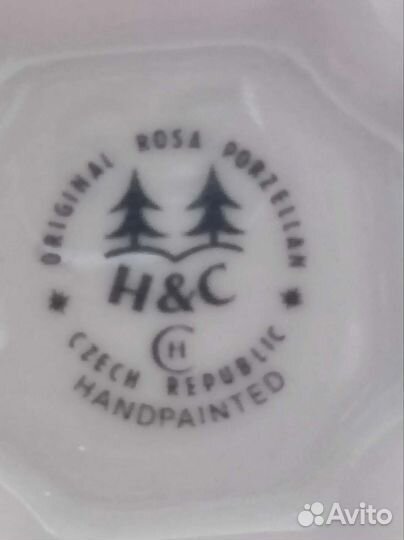 ORIGINAL ROSA PORZELLAN
H&C
CH
CZECH REPUBLIC
HANDPAINTED
Avito